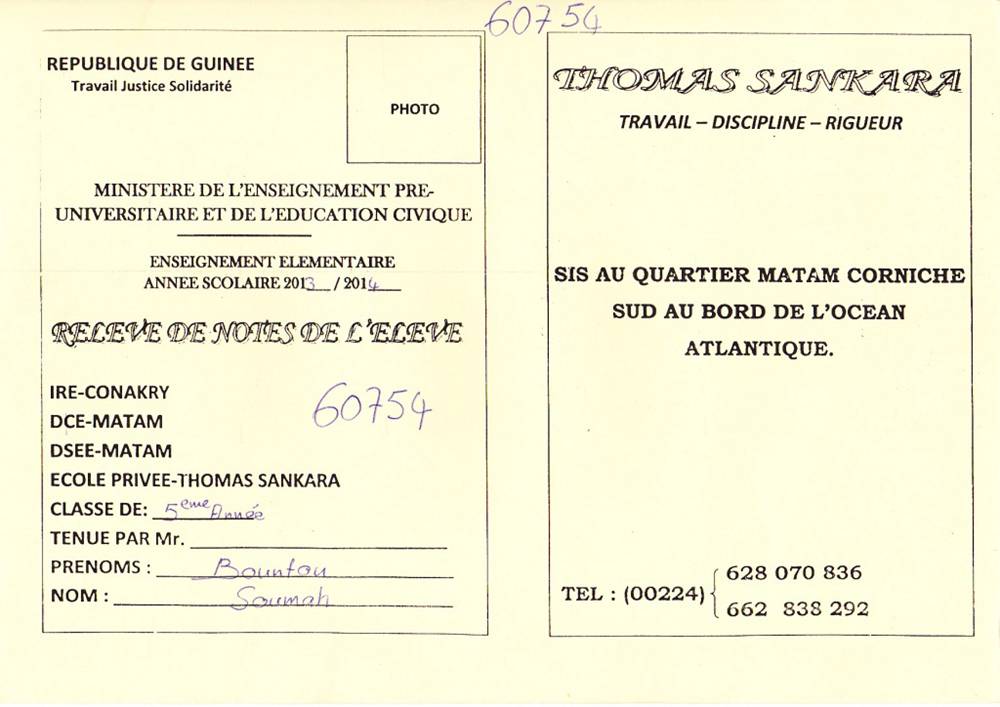 60754
REPUBLIQUE DE GUINEE
Travail Justice Solidarité
PHOTO
MINISTERE DE L'ENSEIGNEMENT PRE-
UNIVERSITAIRE ET DE L'EDUCATION CIVIQUE
ENSEIGNEMENT ELEMENTAIRE
ANNEE SCOLAIRE 2013 / 2014
RELEVE DE NOTES DE L'ELEVE
60754
IRE-CONAKRY
DCE-MATAM
DSEE-MATAM
ECOLE PRIVEE-THOMAS SANKARA
CLASSE DE: 5eme Année
TENUE PAR Mr.
PRENOMS : Bountou
NOM : Soumah
THOMAS SANKARA
TRAVAIL – DISCIPLINE – RIGUEUR
SIS AU QUARTIER MATAM CORNICHE
SUD AU BORD DE L'OCEAN
ATLANTIQUE.
TEL : (00224)
628 070 836
662 838 292